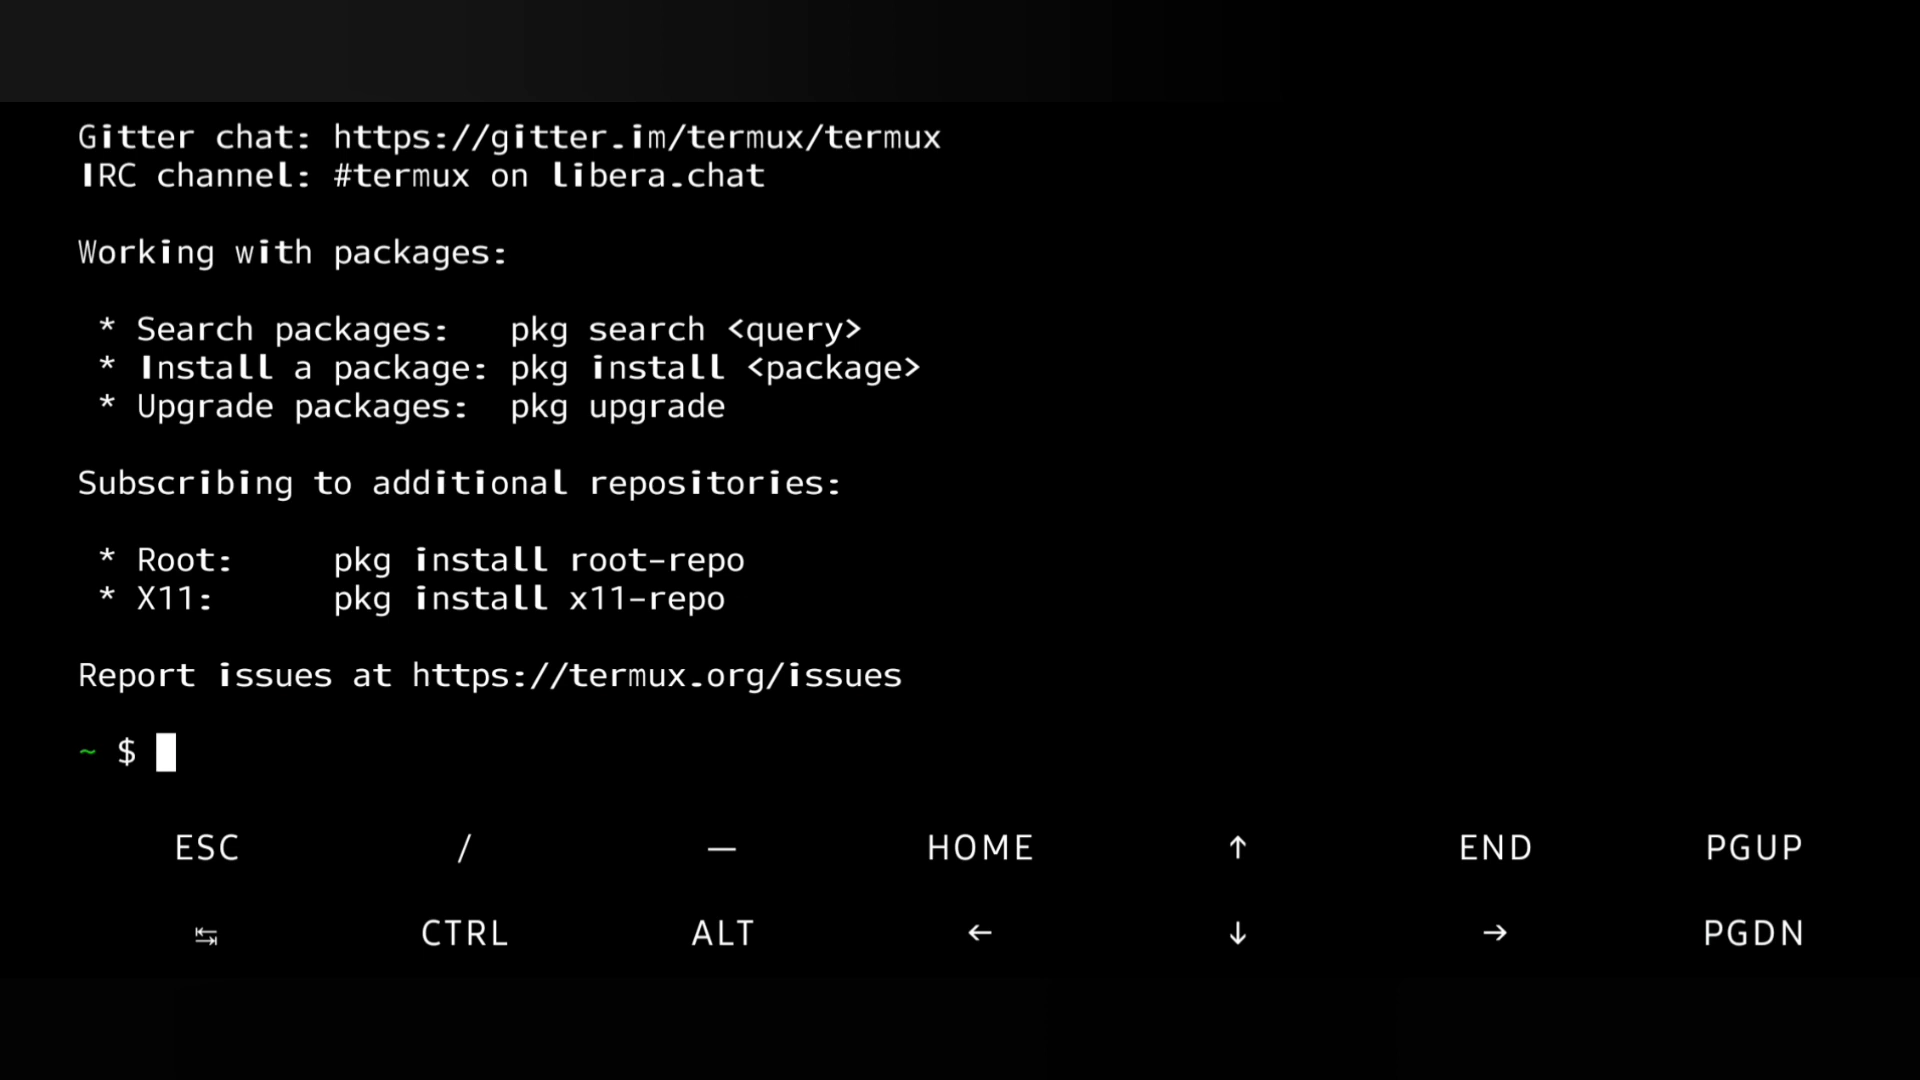 Gitter chat: https://gitter.im/termux/termux
IRC channel: #termux on libera.chat

Working with packages:

 * Search packages:   pkg search <query>
 * Install a package: pkg install <package>
 * Upgrade packages:  pkg upgrade

Subscribing to additional repositories:

 * Root:     pkg install root-repo
 * X11:      pkg install x11-repo

Report issues at https://termux.org/issues

~ $
ESC / — HOME ↑ END PGUP
↹ CTRL ALT ← ↓ → PGDN